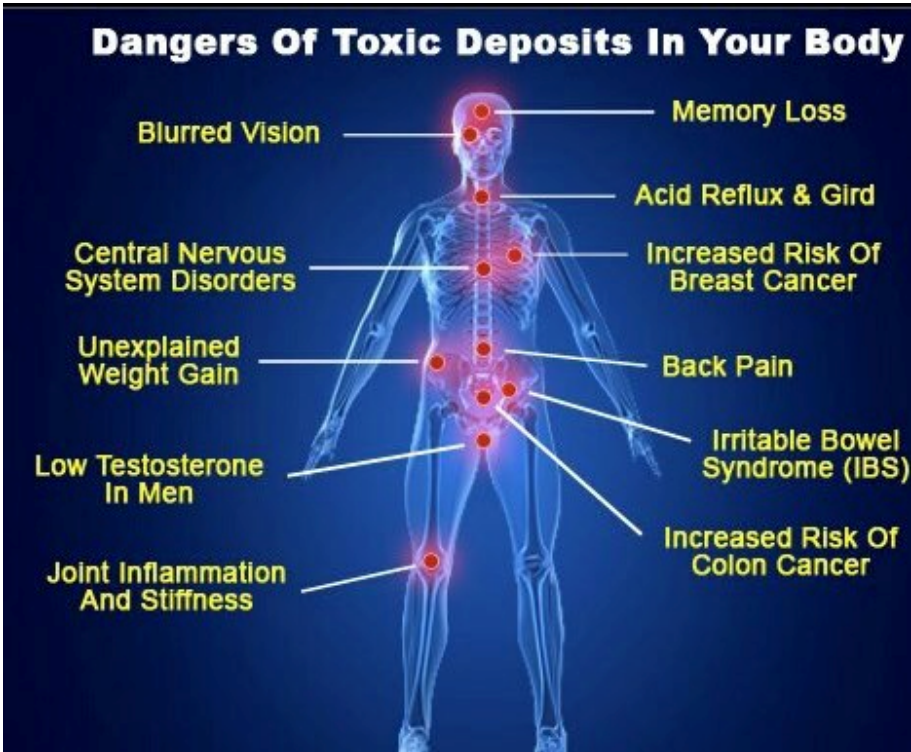 Dangers Of Toxic Deposits In Your Body
Memory Loss
Blurred Vision
Acid Reflux & Gird
Central Nervous
System Disorders
Increased Risk Of
Breast Cancer
Unexplained
Weight Gain
Back Pain
Low Testosterone
In Men
Irritable Bowel
Syndrome (IBS)
Increased Risk Of
Colon Cancer
Joint Inflammation
And Stiffness